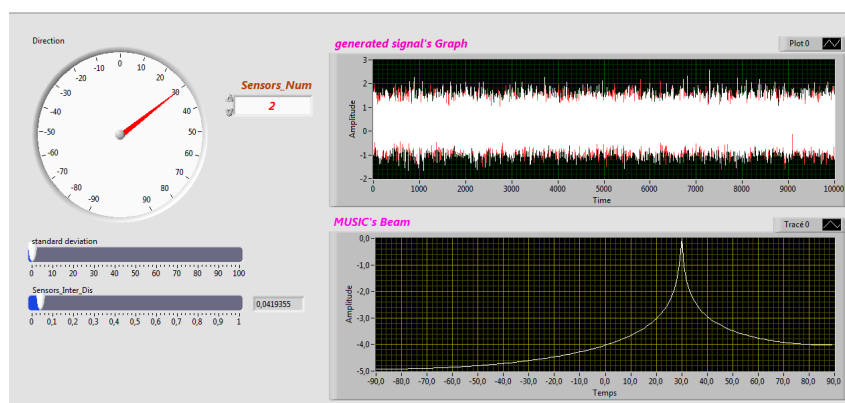 Direction
-50 -40 -30 -20 -10 0 10 20 30 40 50
-60 60
-70 70
-80 80
-90 90
Sensors_Num
2
standard deviation
0 10 20 30 40 50 60 70 80 90 100
Sensors_Inter_Dis
0 0,1 0,2 0,3 0,4 0,5 0,6 0,7 0,8 0,9 1
0,0419355
generated signal's Graph
Plot 0
3
2
1
0
-1
-2
Amplitude
0 1000 2000 3000 4000 5000 6000 7000 8000 9000 10000
Time
MUSIC's Beam
Tracé 0
0,0
-1,0
-2,0
-3,0
-4,0
-5,0
Amplitude
-90,0 -80,0 -70,0 -60,0 -50,0 -40,0 -30,0 -20,0 -10,0 0,0 10,0 20,0 30,0 40,0 50,0 60,0 70,0 80,0 90,0
Temps